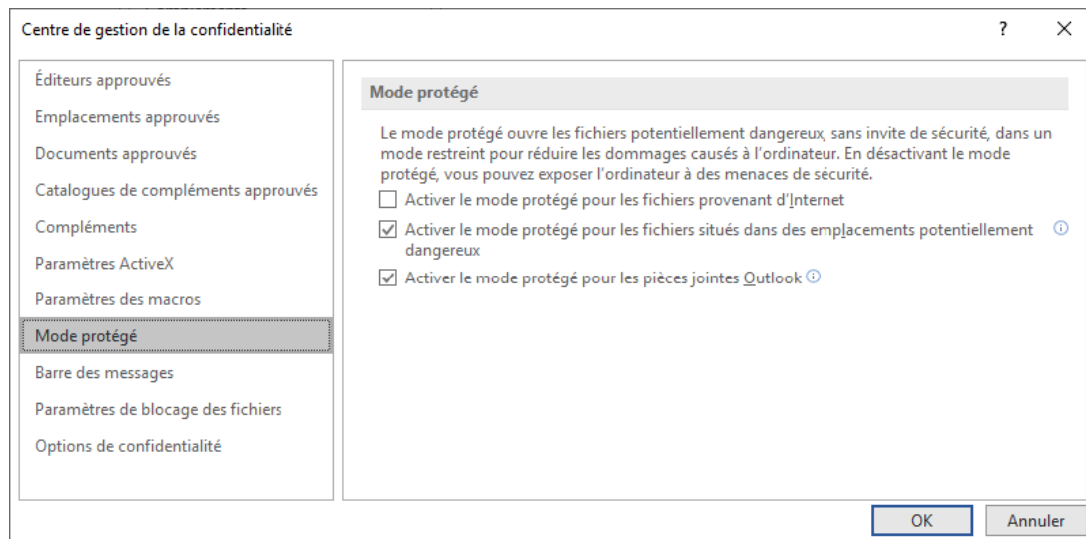 Centre de gestion de la confidentialité
?
Éditeurs approuvés
Emplacements approuvés
Documents approuvés
Catalogues de compléments approuvés
Compléments
Paramètres ActiveX
Paramètres des macros
Mode protégé
Barre des messages
Paramètres de blocage des fichiers
Options de confidentialité
Mode protégé
Le mode protégé ouvre les fichiers potentiellement dangereux, sans invite de sécurité, dans un
mode restreint pour réduire les dommages causés à l'ordinateur. En désactivant le mode
protégé, vous pouvez exposer l'ordinateur à des menaces de sécurité.
Activer le mode protégé pour les fichiers provenant d'Internet
Activer le mode protégé pour les fichiers situés dans des emplacements potentiellement
dangereux
Activer le mode protégé pour les pièces jointes Outlook
OK
Annuler